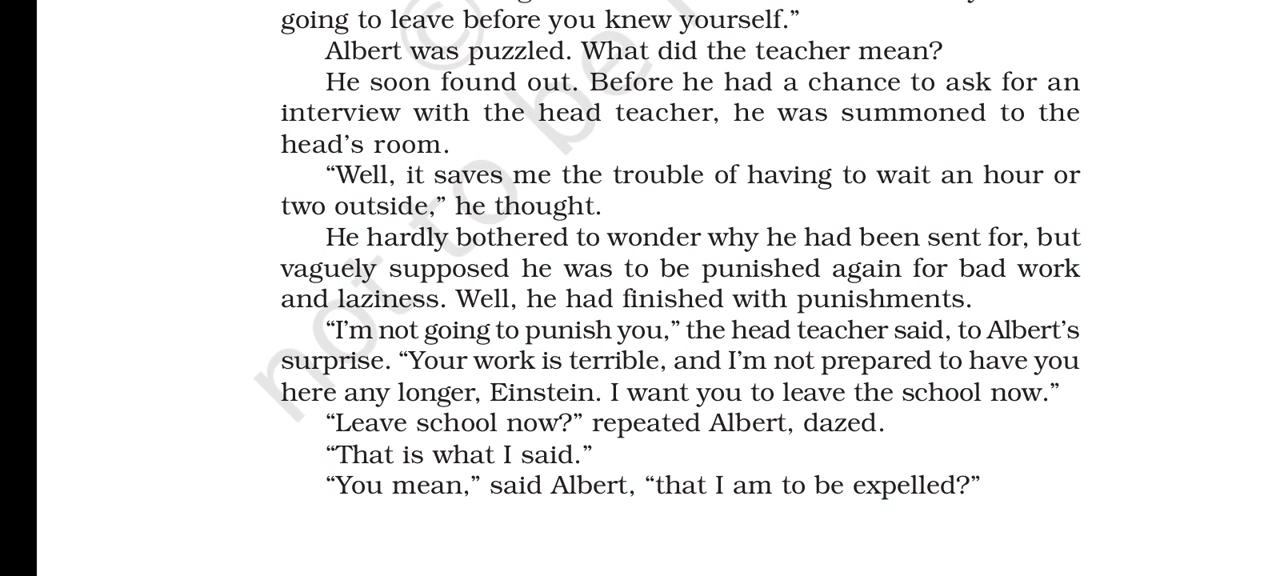 going to leave before you knew yourself.”
Albert was puzzled. What did the teacher mean?
He soon found out. Before he had a chance to ask for an
interview with the head teacher, he was summoned to the
head’s room.
“Well, it saves me the trouble of having to wait an hour or
two outside,” he thought.
He hardly bothered to wonder why he had been sent for, but
vaguely supposed he was to be punished again for bad work
and laziness. Well, he had finished with punishments.
“I’m not going to punish you,” the head teacher said, to Albert’s
surprise. “Your work is terrible, and I’m not prepared to have you
here any longer, Einstein. I want you to leave the school now.”
“Leave school now?” repeated Albert, dazed.
“That is what I said.”
“You mean,” said Albert, “that I am to be expelled?”
© not to be